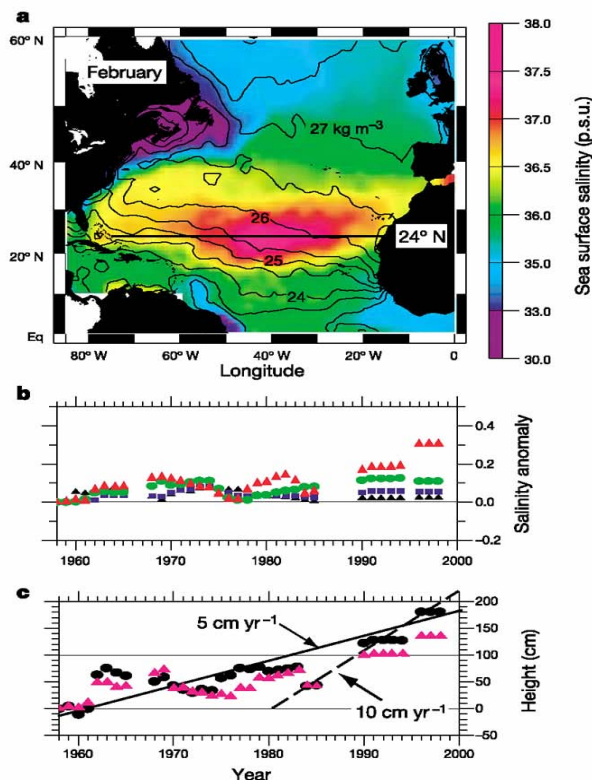 a
60° N
February
27 kg m⁻³
40° N
26
24° N
20° N
25
24
Eq
80° W 60° W 40° W 20° W 0
Longitude
38.0
37.5
37.0
36.5
36.0
35.0
33.0
30.0
Sea surface salinity (p.s.u.)
b
0.4
0.2
0.0
-0.2
Salinity anomaly
1960 1970 1980 1990 2000
c
5 cm yr⁻¹
10 cm yr⁻¹
200
150
100
50
0
-50
Height (cm)
1960 1970 1980 1990 2000
Year